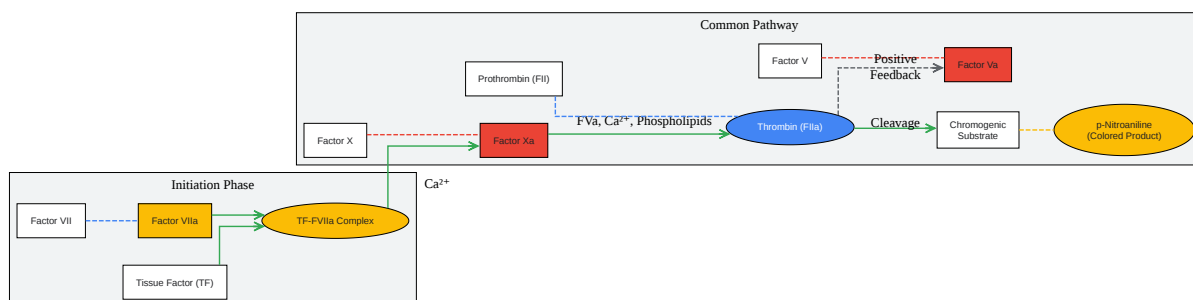 Common Pathway
Factor V
Positive
Feedback
Factor Va
Prothrombin (FII)
FVa, Ca²⁺, Phospholipids
Thrombin (FIIa)
Cleavage
Chromogenic
Substrate
p-Nitroaniline
(Colored Product)
Factor X
Factor Xa
Initiation Phase
Ca²⁺
Factor VII
Factor VIIa
TF-FVIIa Complex
Tissue Factor (TF)